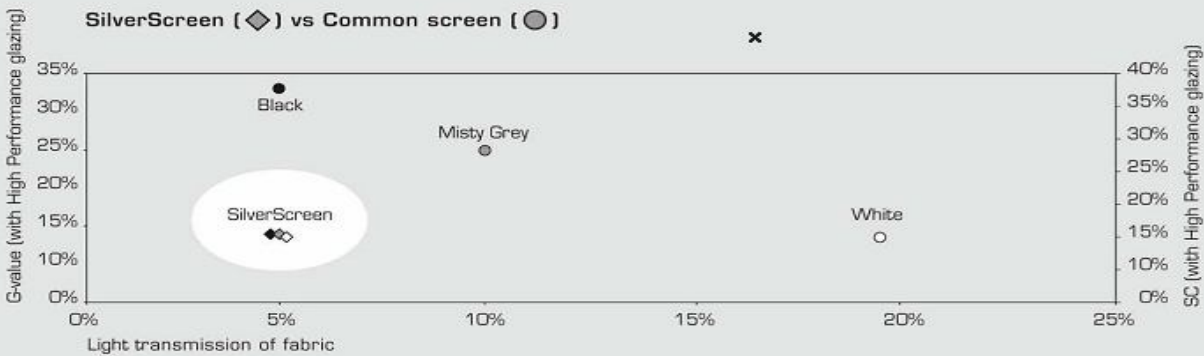 SilverScreen ( ) vs Common screen ( )
G-value (with High Performance glazing)
35%
30%
25%
20%
15%
10%
0%
Black
Misty Grey
SilverScreen
White
40%
35%
30%
25%
20%
15%
10%
0%
SC (with High Performance glazing)
0% 5% 10% 15% 20% 25%
Light transmission of fabric